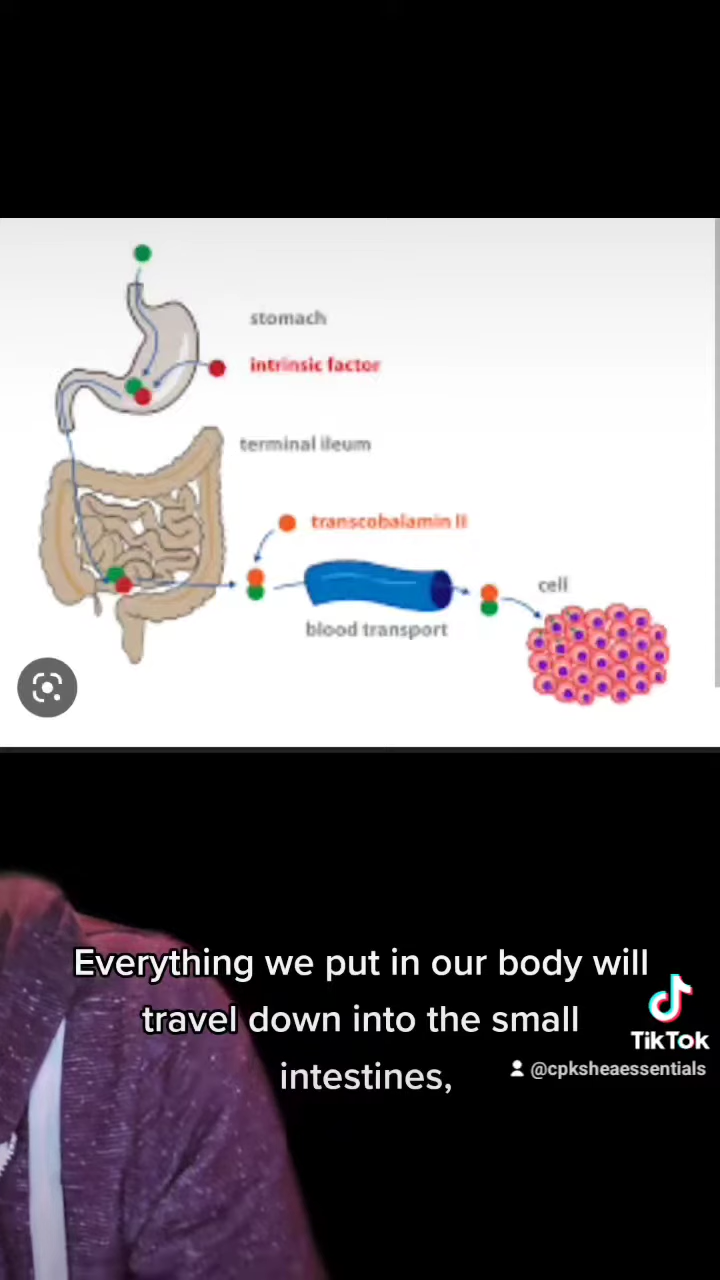 stomach
intrinsic factor
terminal ileum
transcobalamin II
cell
blood transport
Everything we put in our body will
travel down into the small
intestines,
TikTok
@cpksheaessentials